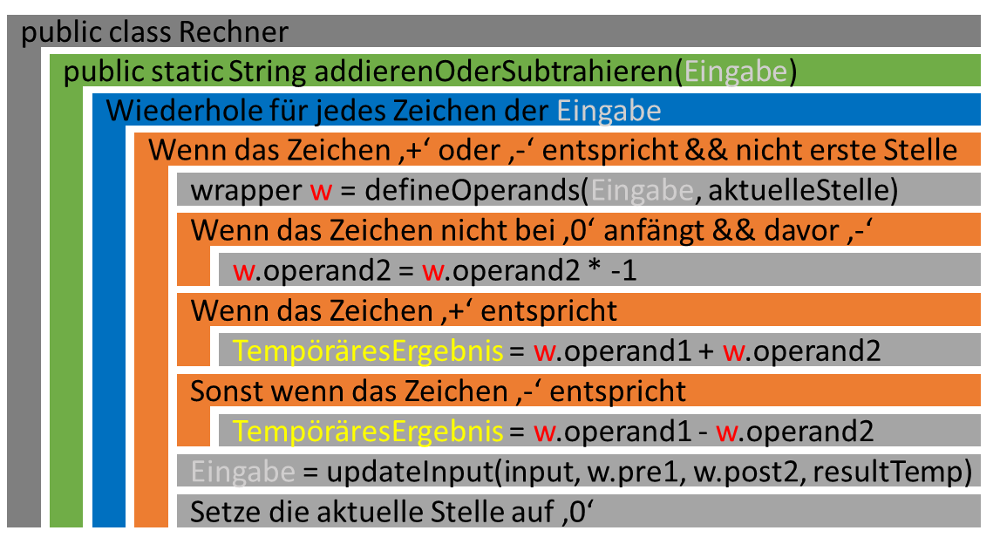 public class Rechner
public static String addierenOderSubtrahieren(Eingabe)
Wiederhole für jedes Zeichen der Eingabe
Wenn das Zeichen ‚+‘ oder ‚-‘ entspricht && nicht erste Stelle
wrapper w = defineOperands(Eingabe, aktuelleStelle)
Wenn das Zeichen nicht bei ‚0‘ anfängt && davor ‚-‘
w.operand2 = w.operand2 * -1
Wenn das Zeichen ‚+‘ entspricht
TempöräresErgebnis = w.operand1 + w.operand2
Sonst wenn das Zeichen ‚-‘ entspricht
TempöräresErgebnis = w.operand1 - w.operand2
Eingabe = updateInput(input, w.pre1, w.post2, resultTemp)
Setze die aktuelle Stelle auf ‚0‘